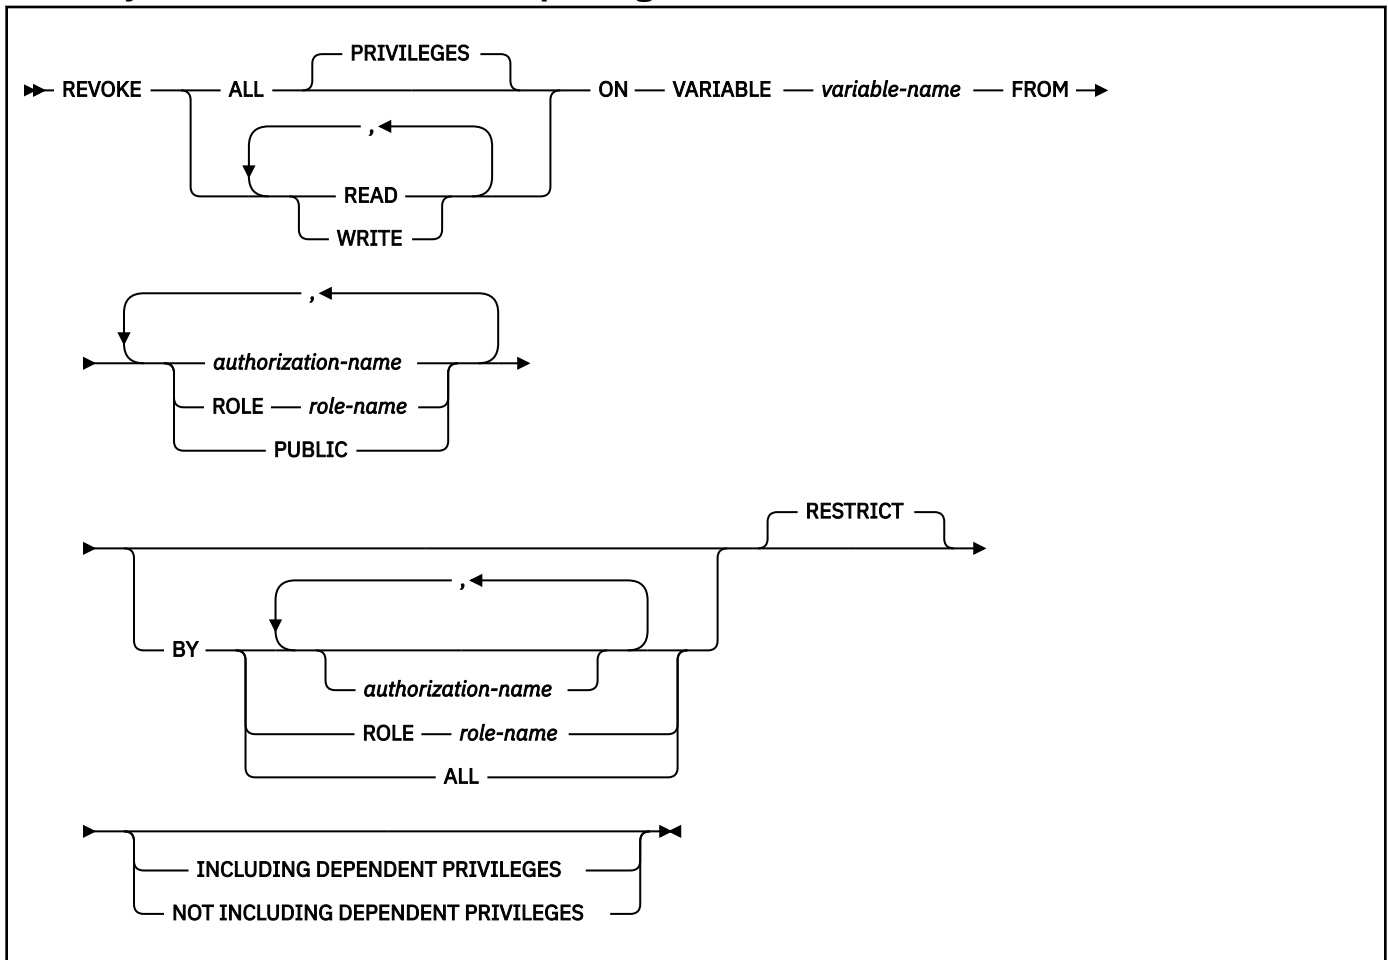 PRIVILEGES
REVOKE ALL ON VARIABLE variable-name FROM
,
READ
WRITE
,
authorization-name
ROLE role-name
PUBLIC
RESTRICT
,
BY
authorization-name
ROLE role-name
ALL
INCLUDING DEPENDENT PRIVILEGES
NOT INCLUDING DEPENDENT PRIVILEGES